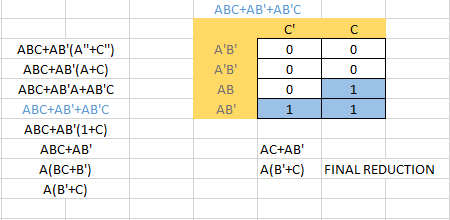 ABC+AB'+AB'C
C' C
ABC+AB'(A''+C'') A'B' 0 0
ABC+AB'(A+C) A'B' 0 0
ABC+AB'A+AB'C AB 0 1
ABC+AB'+AB'C AB' 1 1
ABC+AB'(1+C)
ABC+AB' AC+AB'
A(BC+B') A(B'+C) FINAL REDUCTION
A(B'+C)